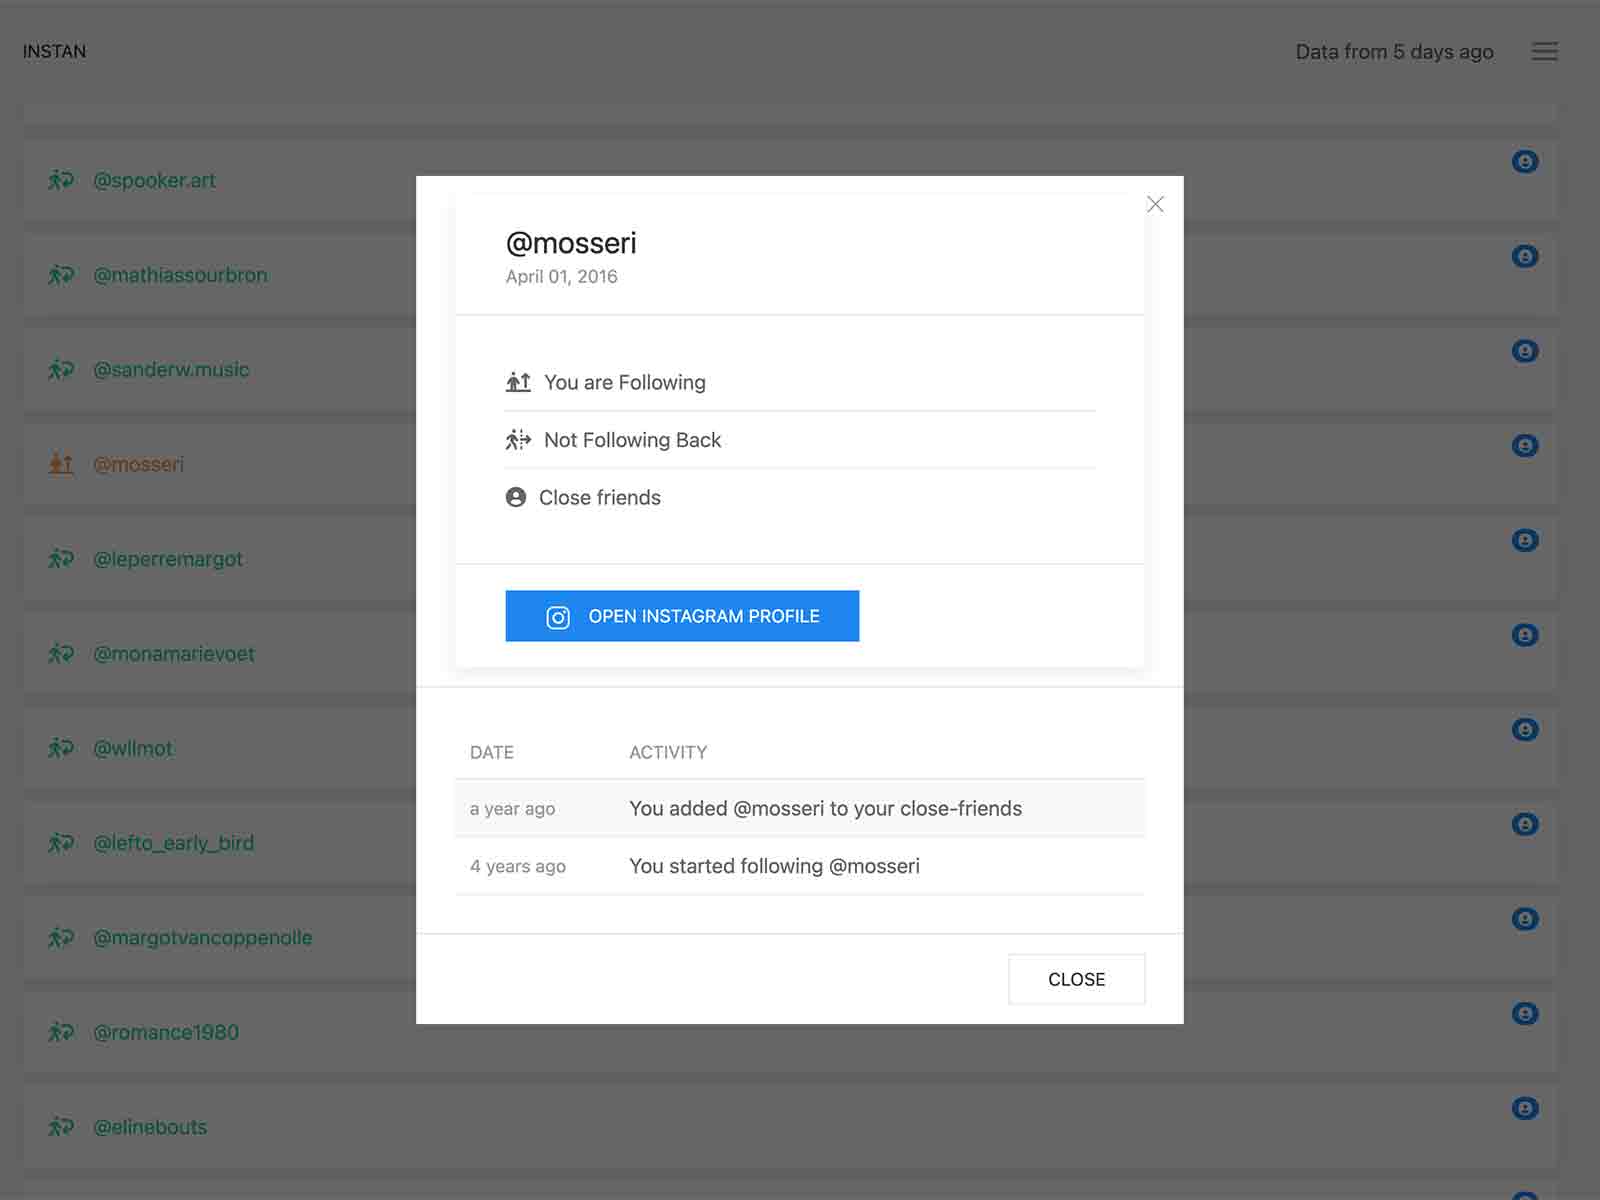 INSTAN
Data from 5 days ago
@spooker.art
@mathiassourbron
@sanderw.music
@mosseri
@leperremargot
@monamarievoet
@wllmot
@lefto_early_bird
@margotvancoppenolle
@romance1980
@elinebouts
@mosseri
April 01, 2016
You are Following
Not Following Back
Close friends
OPEN INSTAGRAM PROFILE
DATE ACTIVITY
a year ago You added @mosseri to your close-friends
4 years ago You started following @mosseri
CLOSE